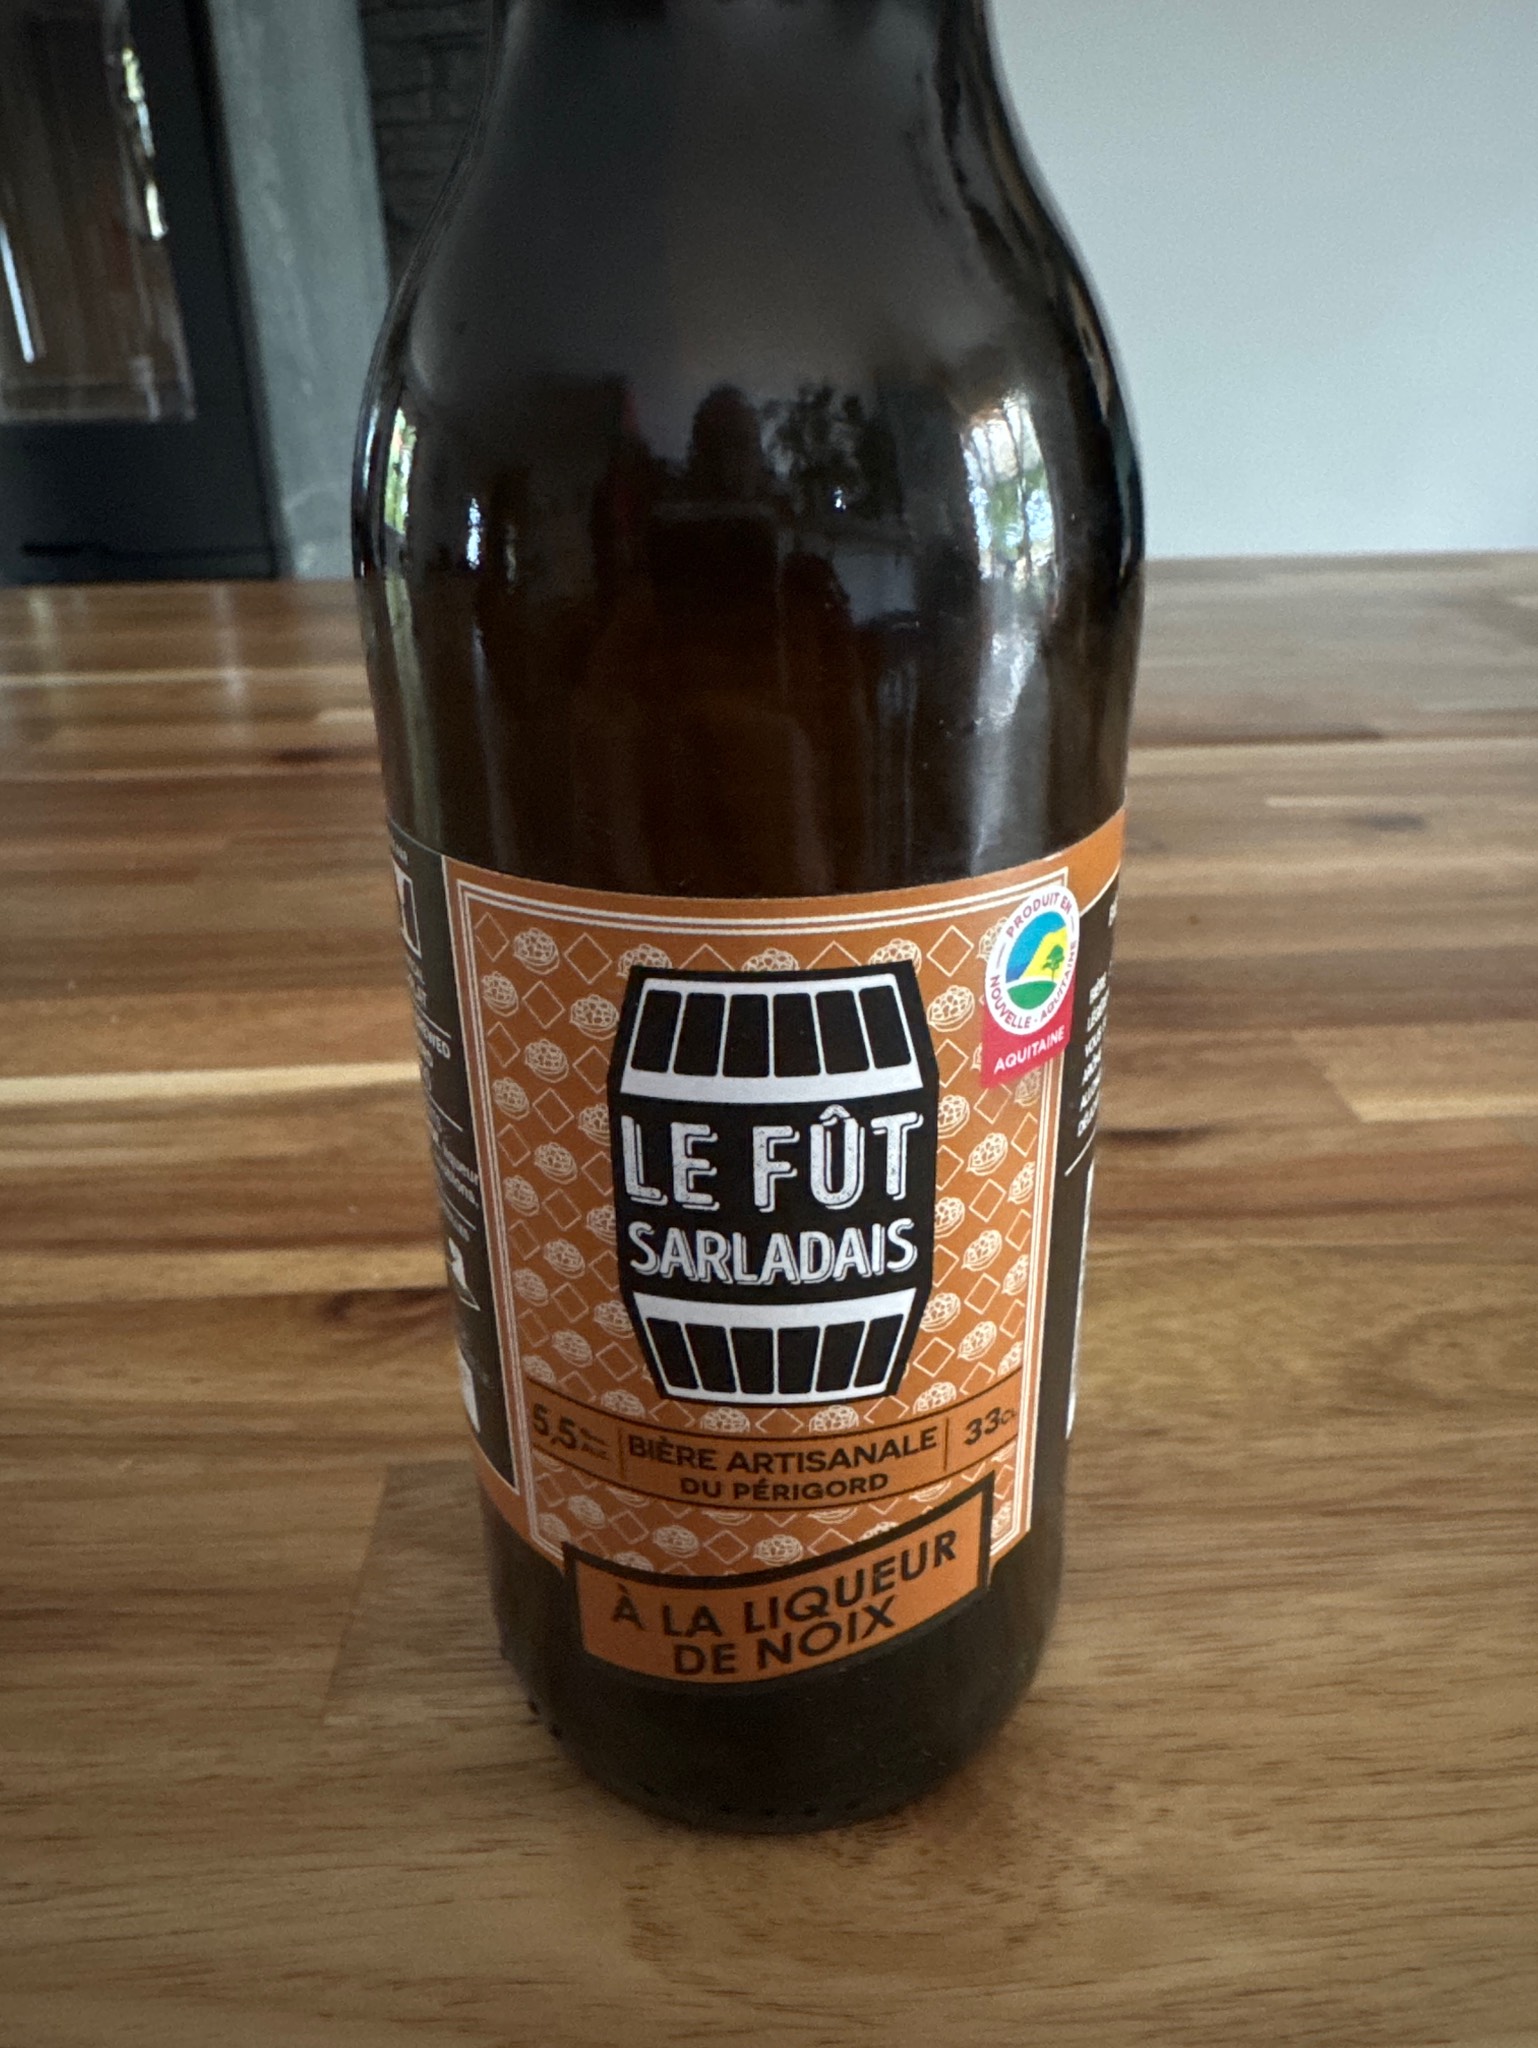 PRODUIT EN
NOUVELLE-AQUITAINE
AQUITAINE
LE FÛT
SARLADAIS
5,5
BIÈRE ARTISANALE
DU PÉRIGORD
33CL
À LA LIQUEUR
DE NOIX